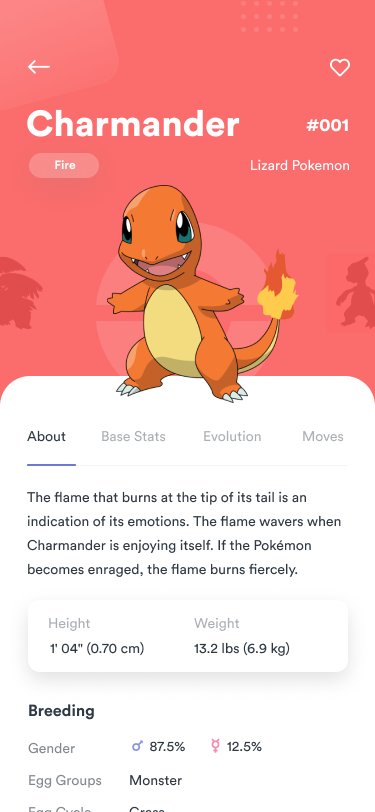 Charmander
#001
Fire
Lizard Pokemon
About
Base Stats
Evolution
Moves
The flame that burns at the tip of its tail is an
indication of its emotions. The flame wavers when
Charmander is enjoying itself. If the Pokémon
becomes enraged, the flame burns fiercely.
Height
Weight
1' 04" (0.70 cm)
13.2 lbs (6.9 kg)
Breeding
Gender
♂ 87.5%
☿ 12.5%
Egg Groups
Monster
Egg Cycle